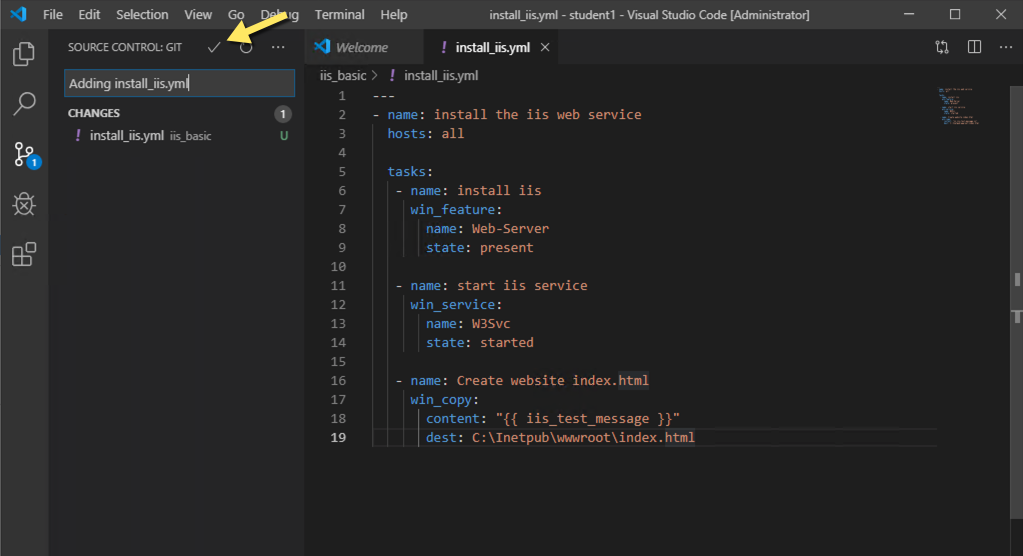 File Edit Selection View Go Debug Terminal Help install_iis.yml - student1 - Visual Studio Code [Administrator]
SOURCE CONTROL: GIT
Adding install_iis.yml
CHANGES 1
! install_iis.yml iis_basic U
1
Welcome ! install_iis.yml
iis_basic > ! install_iis.yml
1 ---
2 - name: install the iis web service
3 hosts: all
4
5 tasks:
6 - name: install iis
7 win_feature:
8 name: Web-Server
9 state: present
10
11 - name: start iis service
12 win_service:
13 name: W3Svc
14 state: started
15
16 - name: Create website index.html
17 win_copy:
18 content: "{{ iis_test_message }}"
19 dest: C:\Inetpub\wwwroot\index.html